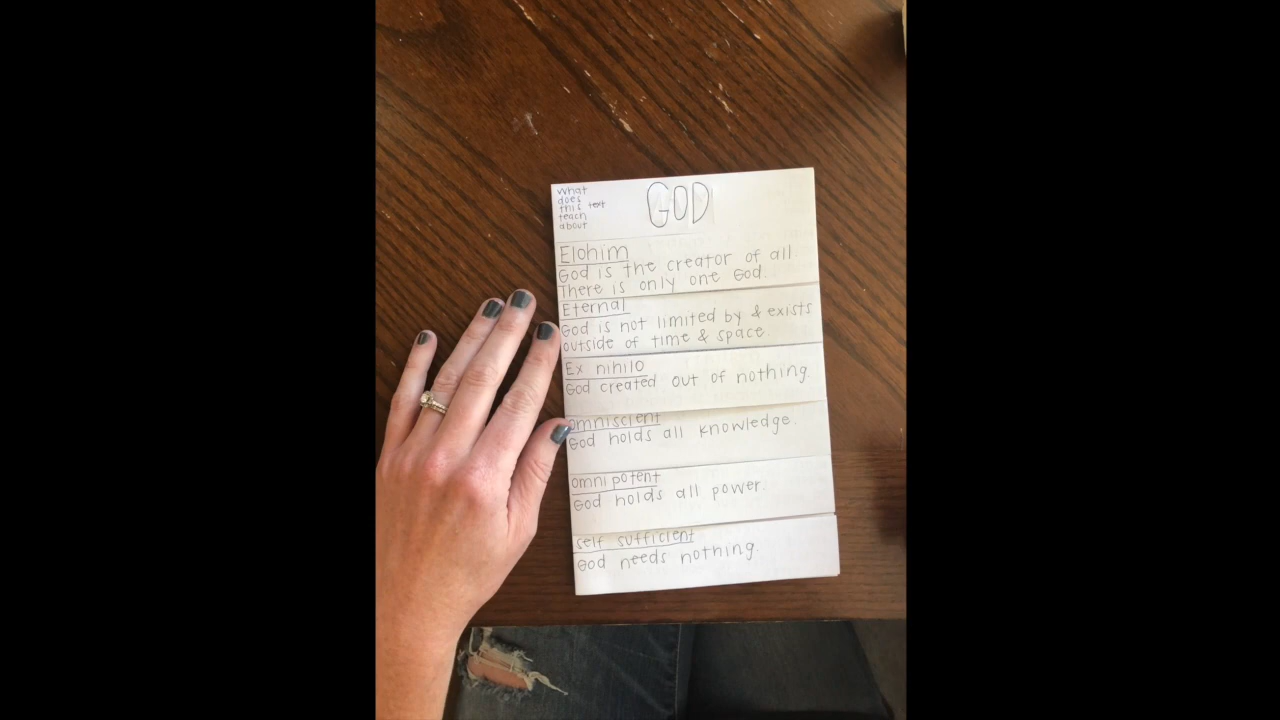 What
does
this text
teach
about
GOD
Elohim
God is the creator of all.
There is only one God.
Eternal
God is not limited by & exists
outside of time & space.
Ex nihilo
God created out of nothing.
omniscient
God holds all knowledge.
omnipotent
God holds all power.
self sufficient
God needs nothing.